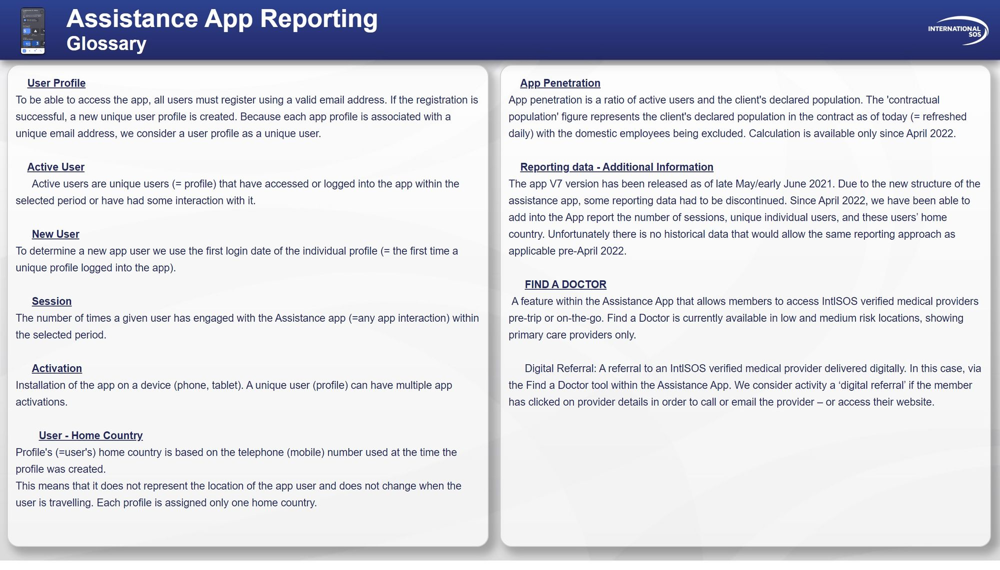 Assistance App Reporting
Glossary
INTERNATIONAL
SOS
User Profile
To be able to access the app, all users must register using a valid email address. If the registration is
successful, a new unique user profile is created. Because each app profile is associated with a
unique email address, we consider a user profile as a unique user.
Active User
Active users are unique users (= profile) that have accessed or logged into the app within the
selected period or have had some interaction with it.
New User
To determine a new app user we use the first login date of the individual profile (= the first time a
unique profile logged into the app).
Session
The number of times a given user has engaged with the Assistance app (=any app interaction) within
the selected period.
Activation
Installation of the app on a device (phone, tablet). A unique user (profile) can have multiple app
activations.
User - Home Country
Profile's (=user's) home country is based on the telephone (mobile) number used at the time the
profile was created.
This means that it does not represent the location of the app user and does not change when the
user is travelling. Each profile is assigned only one home country.
App Penetration
App penetration is a ratio of active users and the client's declared population. The 'contractual
population' figure represents the client's declared population in the contract as of today (= refreshed
daily) with the domestic employees being excluded. Calculation is available only since April 2022.
Reporting data - Additional Information
The app V7 version has been released as of late May/early June 2021. Due to the new structure of the
assistance app, some reporting data had to be discontinued. Since April 2022, we have been able to
add into the App report the number of sessions, unique individual users, and these users’ home
country. Unfortunately there is no historical data that would allow the same reporting approach as
applicable pre-April 2022.
FIND A DOCTOR
A feature within the Assistance App that allows members to access IntlSOS verified medical providers
pre-trip or on-the-go. Find a Doctor is currently available in low and medium risk locations, showing
primary care providers only.
Digital Referral: A referral to an IntlSOS verified medical provider delivered digitally. In this case, via
the Find a Doctor tool within the Assistance App. We consider activity a ‘digital referral’ if the member
has clicked on provider details in order to call or email the provider – or access their website.